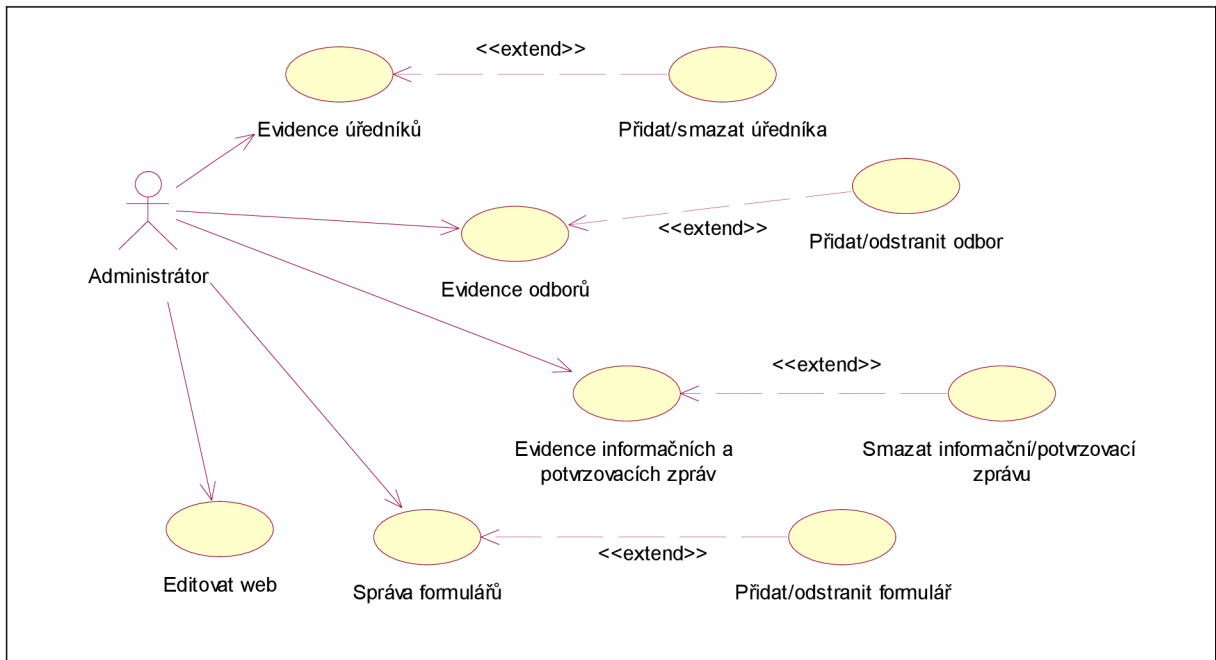 <<extend>>
Evidence úředníků
Přidat/smazat úředníka
<<extend>>
Přidat/odstranit odbor
Administrátor
Evidence odborů
<<extend>>
Evidence informačních a
potvrzovacích zpráv
Smazat informační/potvrzovací
zprávu
<<extend>>
Editovat web
Správa formulářů
Přidat/odstranit formulář